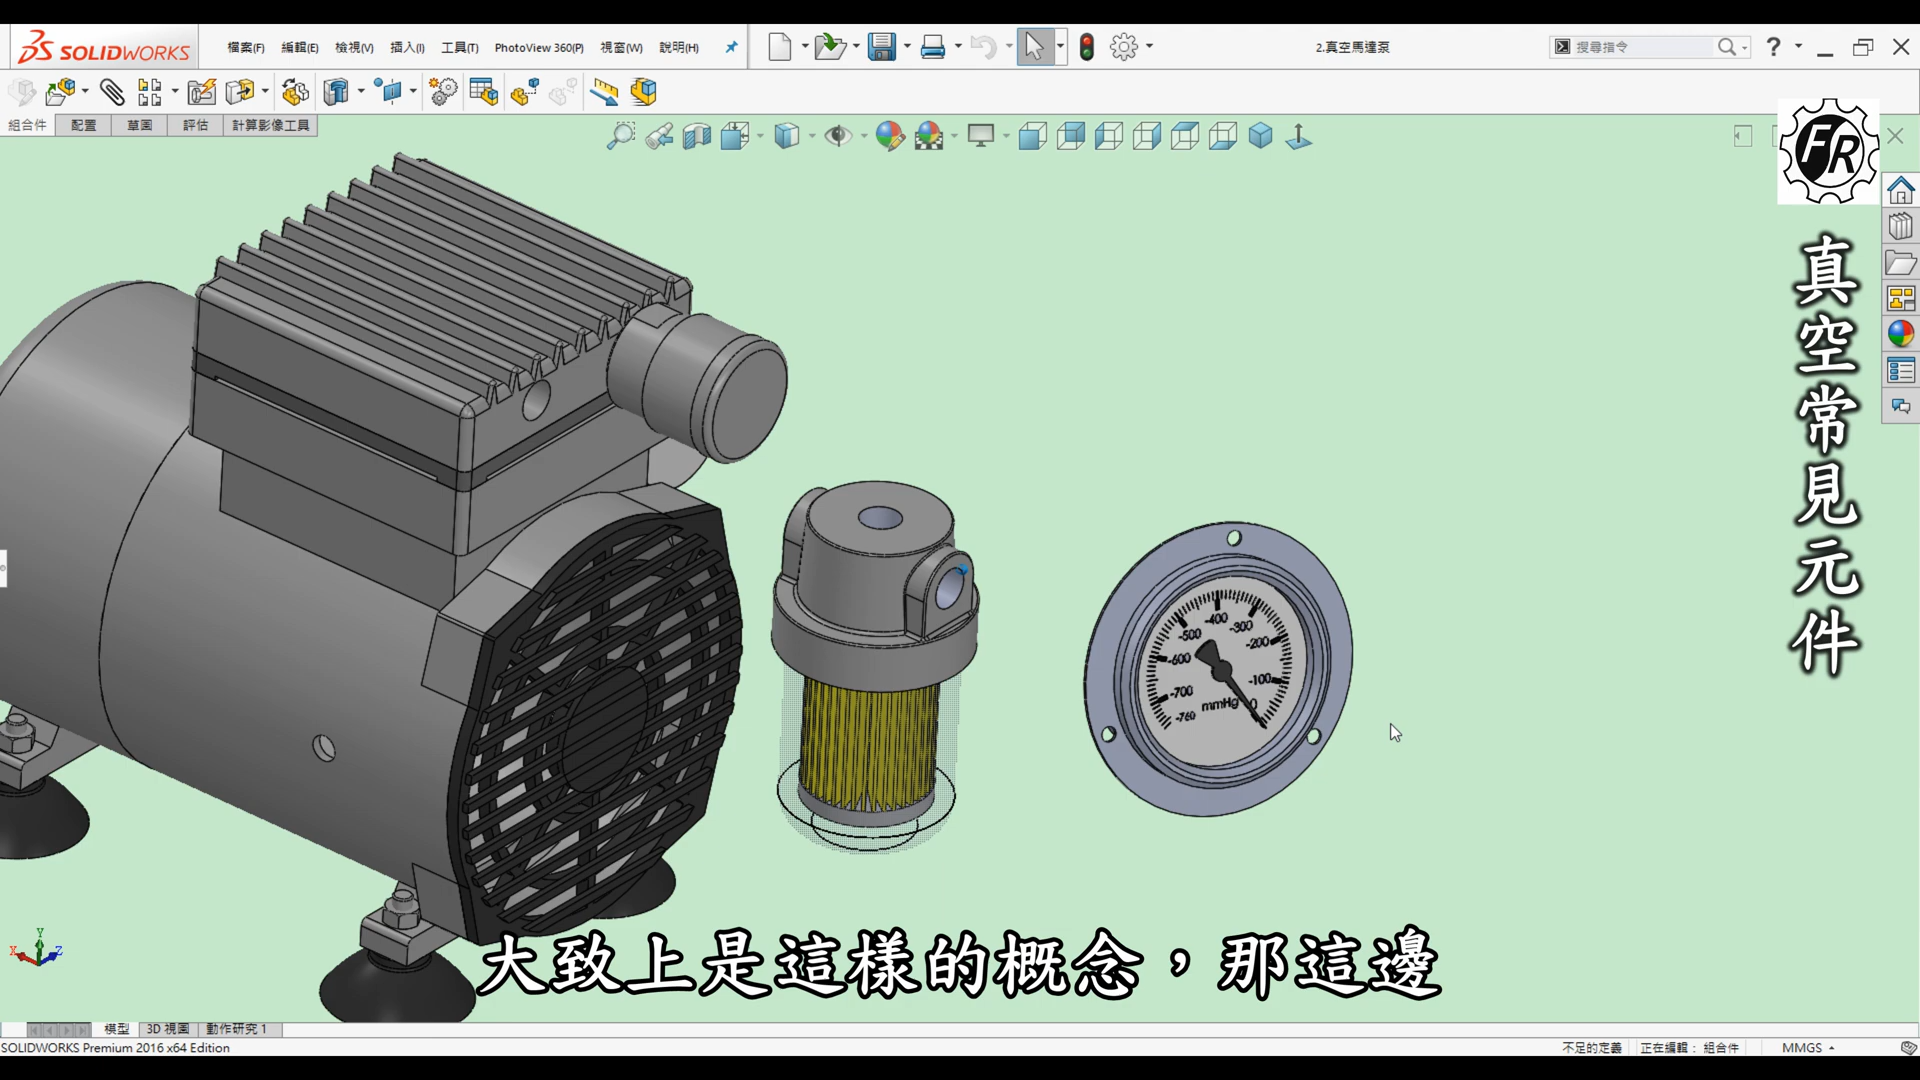 SOLIDWORKS
檔案(F) 編輯(E) 檢視(V) 插入(I) 工具(T) PhotoView 360(P) 視窗(W) 說明(H)
2.真空馬達泵
搜尋指令
組合件 配置 草圖 評估 計算影像工具
FR
真空常見元件
-400
-500 -300
-200
-600
-100
-700 mmHg 0
-760
Y
X Z
大致上是這樣的概念，那這邊
模型 3D 視圖 動作研究 1
SOLIDWORKS Premium 2016 x64 Edition
不足的定義 正在編輯： 組合件 MMGS